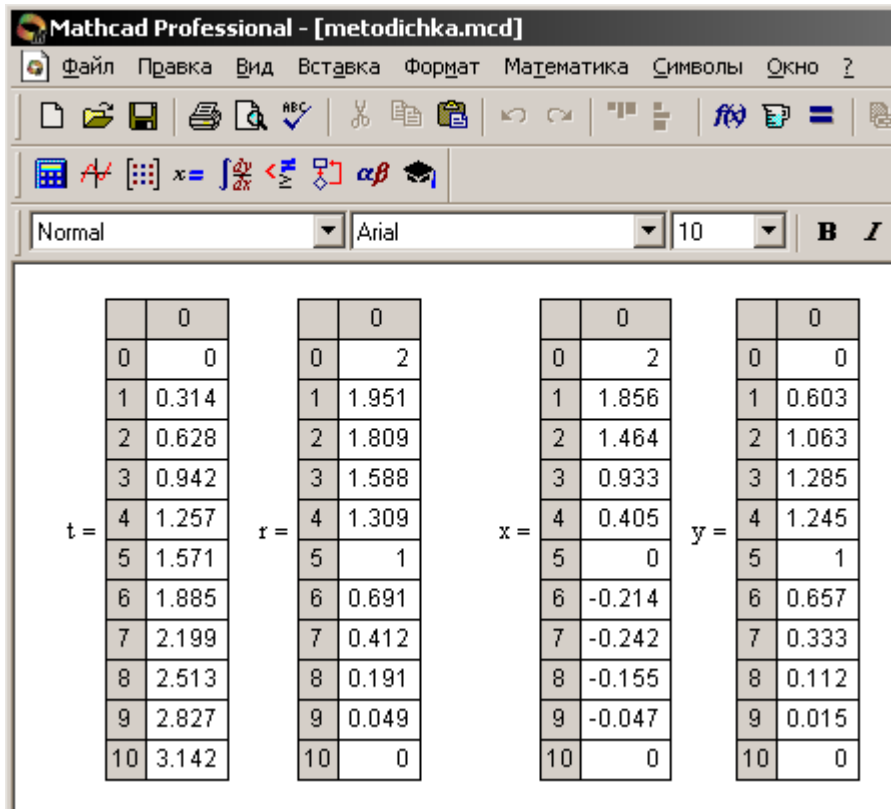 Mathcad Professional - [metodichka.mcd]
Файл Правка Вид Вставка Формат Математика Символы Окно ?
ABC f(x) =
x= ∫ dy dx < ≠ ≥ αβ
Normal Arial 10 B I
0 0 0 0
0 0 0 2 0 2 0 0
1 0.314 1 1.951 1 1.856 1 0.603
2 0.628 2 1.809 2 1.464 2 1.063
3 0.942 3 1.588 3 0.933 3 1.285
t = 4 1.257 r = 4 1.309 x = 4 0.405 y = 4 1.245
5 1.571 5 1 5 0 5 1
6 1.885 6 0.691 6 -0.214 6 0.657
7 2.199 7 0.412 7 -0.242 7 0.333
8 2.513 8 0.191 8 -0.155 8 0.112
9 2.827 9 0.049 9 -0.047 9 0.015
10 3.142 10 0 10 0 10 0